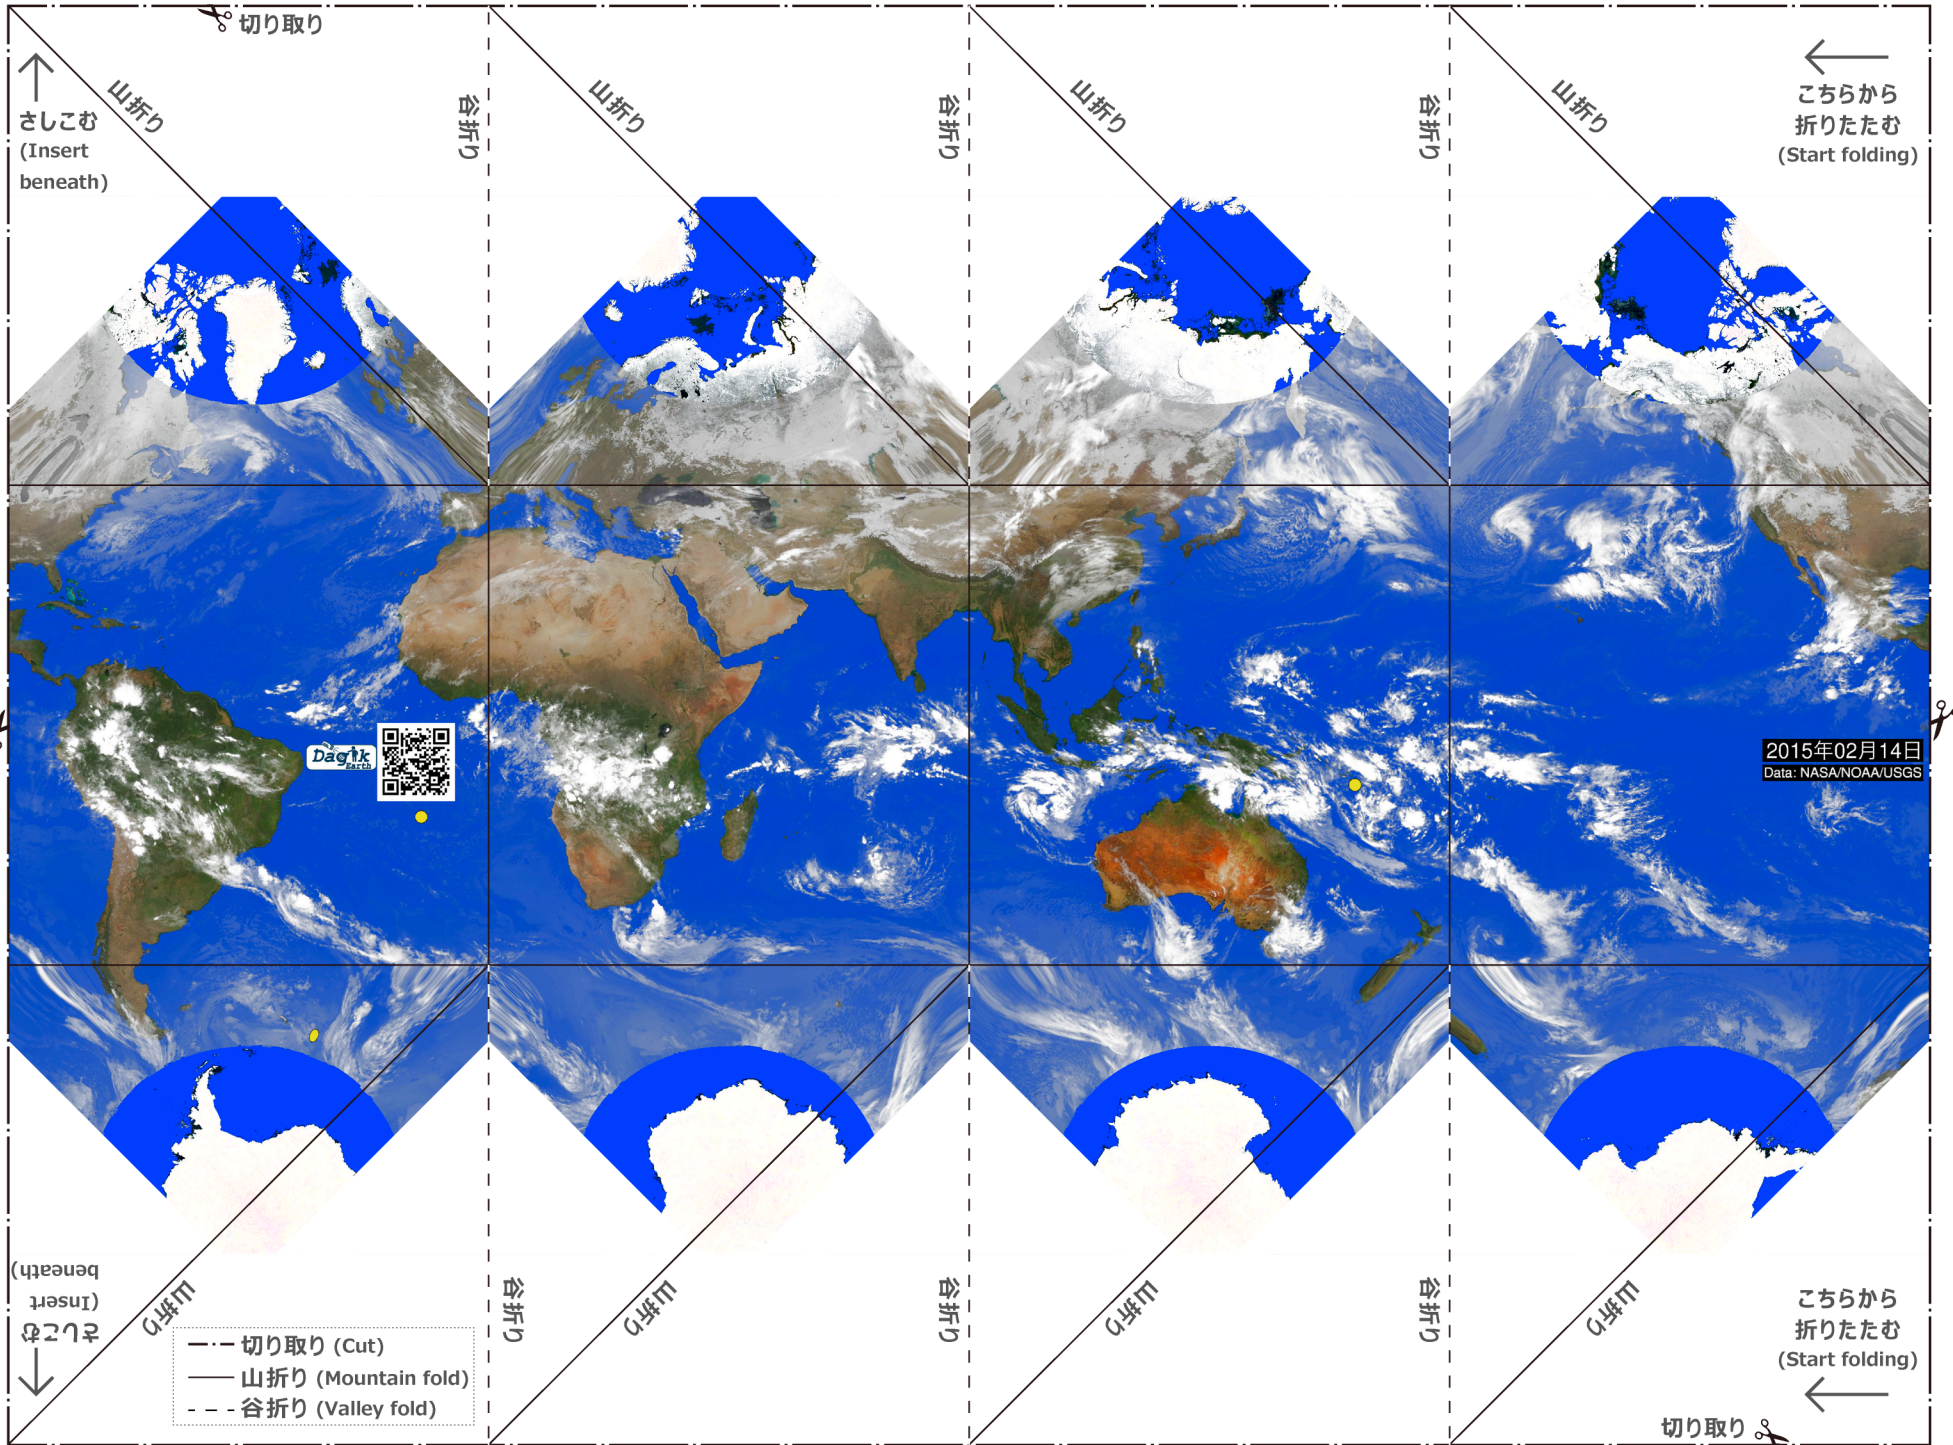 切り取り
さしこむ
(Insert
beneath)
山折り
谷折り
山折り
谷折り
山折り
谷折り
山折り
こちらから
折りたたむ
(Start folding)
Dagik
Earth
2015年02月14日
Data: NASA/NOAA/USGS
さしこむ
(Insert
beneath)
山折り
谷折り
山折り
谷折り
山折り
谷折り
山折り
こちらから
折りたたむ
(Start folding)
切り取り (Cut)
山折り (Mountain fold)
谷折り (Valley fold)
切り取り